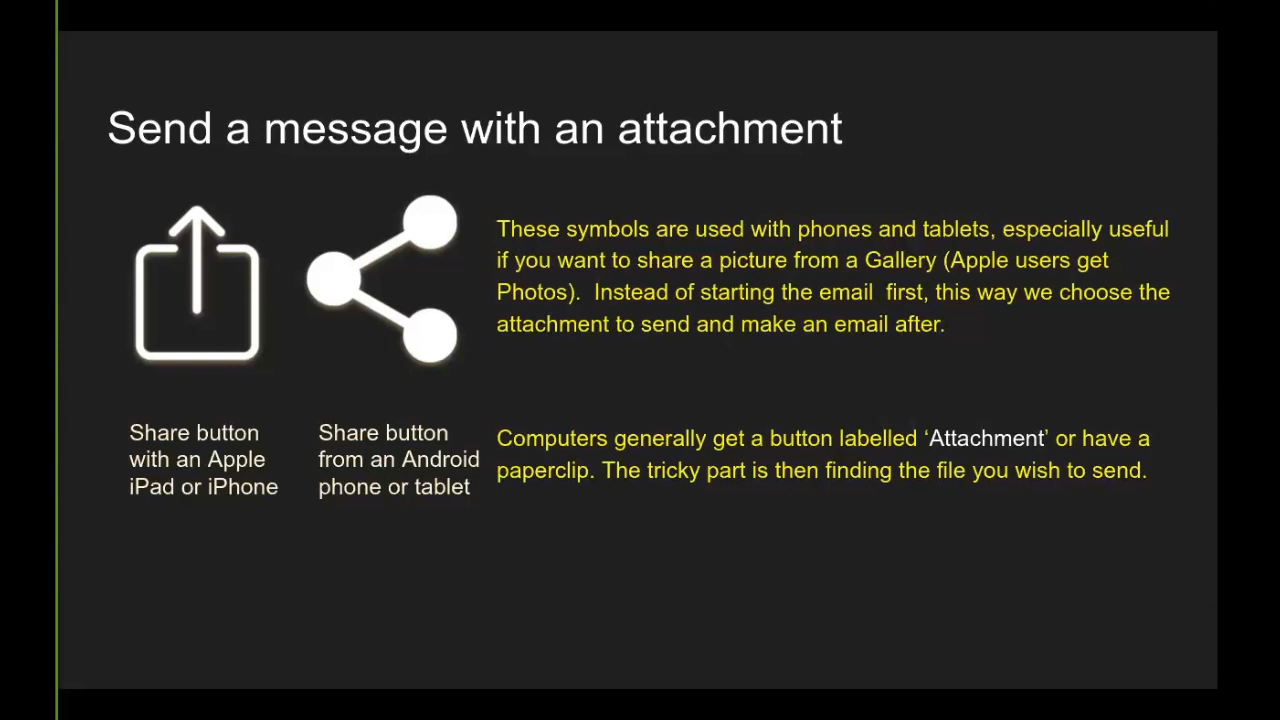 Send a message with an attachment
These symbols are used with phones and tablets, especially useful
if you want to share a picture from a Gallery (Apple users get
Photos).  Instead of starting the email  first, this way we choose the
attachment to send and make an email after.
Share button
with an Apple
iPad or iPhone
Share button
from an Android
phone or tablet
Computers generally get a button labelled ‘Attachment’ or have a
paperclip. The tricky part is then finding the file you wish to send.